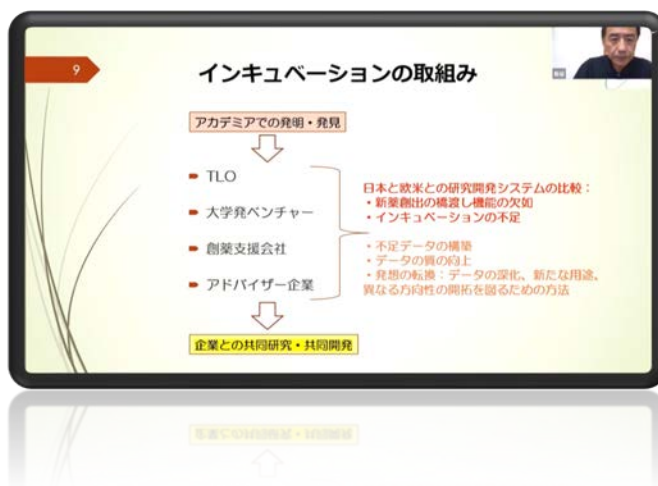 9
インキュベーションの取組み
アカデミアでの発明・発見
TLO
大学発ベンチャー
創薬支援会社
アドバイザー企業
企業との共同研究・共同開発
日本と欧米との研究開発システムの比較：
・新薬創出の橋渡し機能の欠如
・インキュベーションの不足
・不足データの構築
・データの質の向上
・発想の転換：データの深化、新たな用途、
異なる方向性の開拓を図るための方法